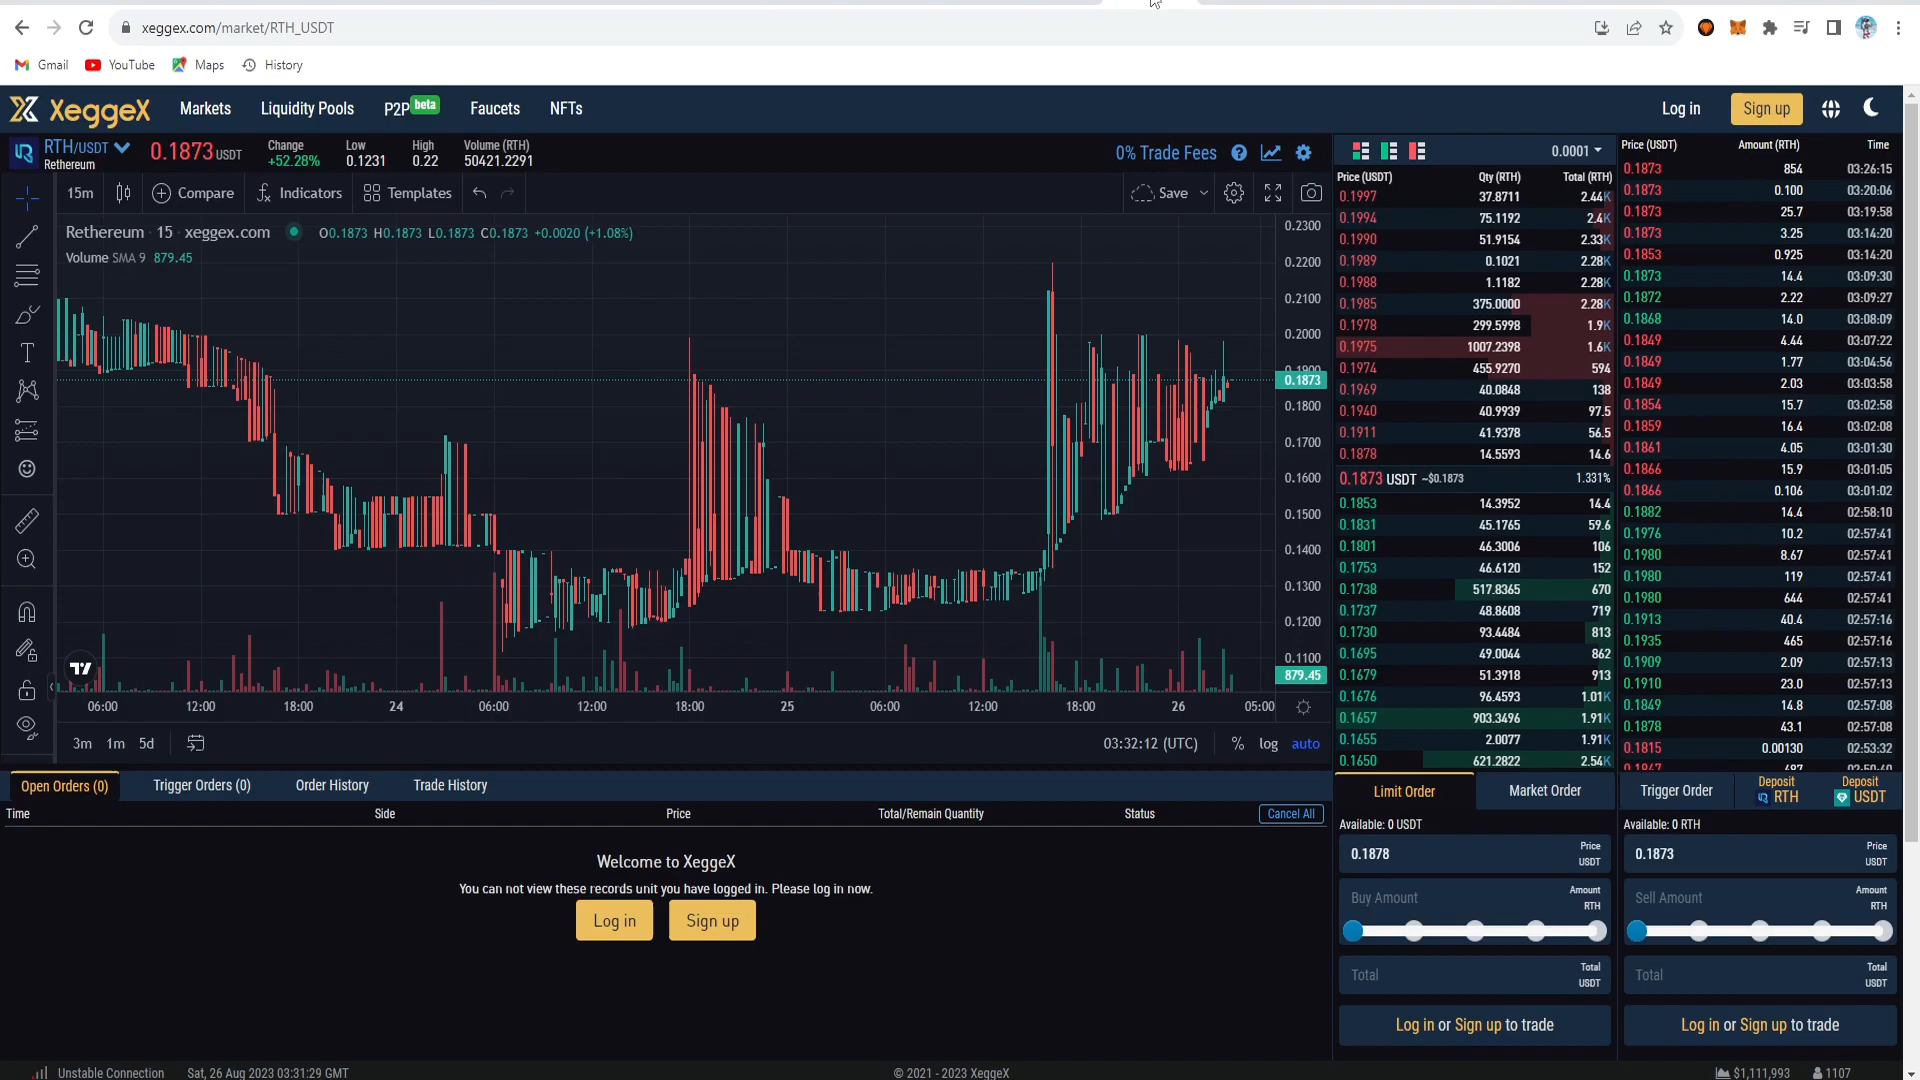 xeggex.com/market/RTH_USDT
Gmail YouTube Maps History
XeggeX Markets Liquidity Pools P2P beta Faucets NFTs Log in Sign up
RTH/USDT
Rethereum
0.1873 USDT
Change
+52.28%
Low
0.1231
High
0.22
Volume (RTH)
50421.2291
0% Trade Fees
15m Compare Indicators Templates Save
Rethereum · 15 · xeggex.com O0.1873 H0.1873 L0.1873 C0.1873 +0.0020 (+1.08%)
Volume SMA 9 879.45
0.2300
0.2200
0.2100
0.2000
0.1900
0.1873
0.1800
0.1700
0.1600
0.1500
0.1400
0.1300
0.1200
0.1100
879.45
06:00 12:00 18:00 24 06:00 12:00 18:00 25 06:00 12:00 18:00 26 05:00
3m 1m 5d 03:32:12 (UTC) % log auto
Open Orders (0) Trigger Orders (0) Order History Trade History
Time Side Price Total/Remain Quantity Status Cancel All
Welcome to XeggeX
You can not view these records unit you have logged in. Please log in now.
Log in Sign up
0.0001
Price (USDT) Qty (RTH) Total (RTH)
0.1997 37.8711 2.44K
0.1994 75.1192 2.4K
0.1990 51.9154 2.33K
0.1989 0.1021 2.28K
0.1988 1.1182 2.28K
0.1985 375.0000 2.28K
0.1978 299.5998 1.9K
0.1975 1007.2398 1.6K
0.1974 455.9270 594
0.1969 40.0848 138
0.1940 40.9939 97.5
0.1911 41.9378 56.5
0.1878 14.5593 14.6
0.1873 USDT ~$0.1873 1.331%
0.1853 14.3952 14.4
0.1831 45.1765 59.6
0.1801 46.3006 106
0.1753 46.6120 152
0.1738 517.8365 670
0.1737 48.8608 719
0.1730 93.4484 813
0.1695 49.0044 862
0.1679 51.3918 913
0.1676 96.4593 1.01K
0.1657 903.3496 1.91K
0.1655 2.0077 1.91K
0.1650 621.2822 2.54K
Price (USDT) Amount (RTH) Time
0.1873 854 03:26:15
0.1873 0.100 03:20:06
0.1873 25.7 03:19:58
0.1873 3.25 03:14:20
0.1853 0.925 03:14:20
0.1873 14.4 03:09:30
0.1872 2.22 03:09:27
0.1868 14.0 03:08:09
0.1849 4.44 03:07:22
0.1849 1.77 03:04:56
0.1849 2.03 03:03:58
0.1854 15.7 03:02:58
0.1859 16.4 03:02:08
0.1861 4.05 03:01:30
0.1866 15.9 03:01:05
0.1866 0.106 03:01:02
0.1882 14.4 02:58:10
0.1976 10.2 02:57:41
0.1980 8.67 02:57:41
0.1980 119 02:57:41
0.1980 644 02:57:41
0.1913 40.4 02:57:16
0.1935 465 02:57:16
0.1909 2.09 02:57:13
0.1910 23.0 02:57:13
0.1849 14.8 02:57:08
0.1878 43.1 02:57:08
0.1815 0.00130 02:53:32
Limit Order Market Order Trigger Order Deposit RTH Deposit USDT
Available: 0 USDT
0.1878 Price USDT
Buy Amount Amount RTH
Total Total USDT
Log in or Sign up to trade
Available: 0 RTH
0.1873 Price USDT
Sell Amount Amount RTH
Total Total USDT
Log in or Sign up to trade
Unstable Connection Sat, 26 Aug 2023 03:31:29 GMT © 2021 - 2023 XeggeX $1,111,993 1107